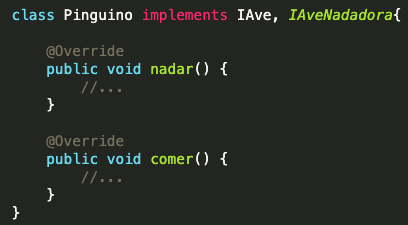 class Pinguino implements IAve, IAveNadadora{
@Override
public void nadar() {
//...
}
@Override
public void comer() {
//...
}
}